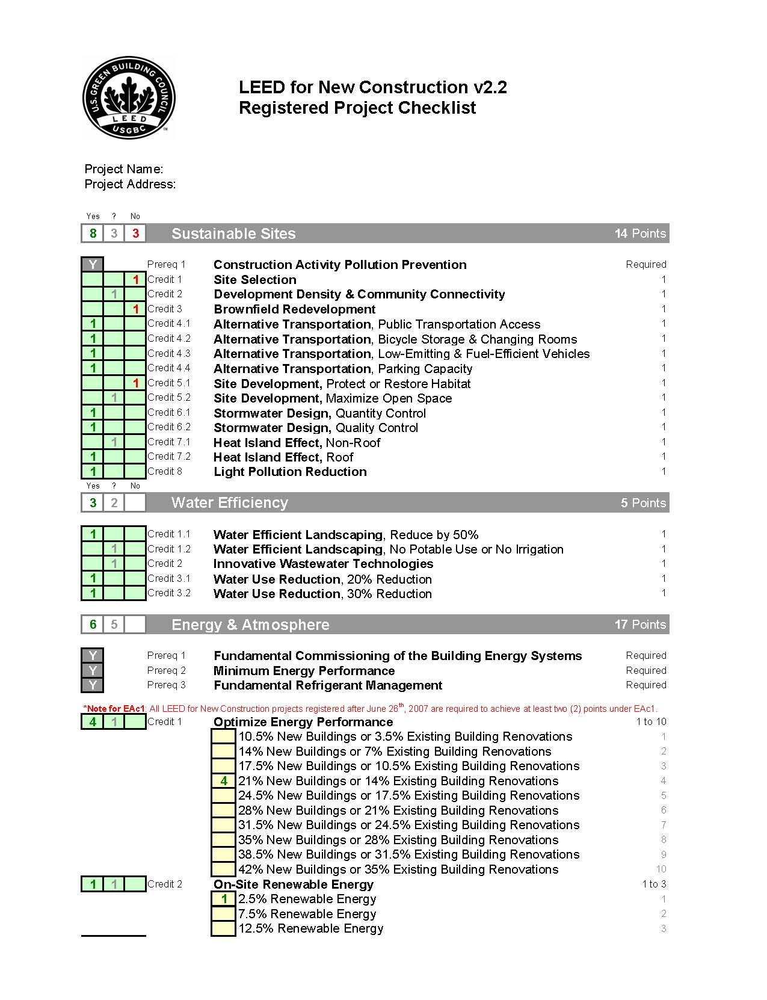 U.S. GREEN BUILDING COUNCIL
LEED
USGBC
™
LEED for New Construction v2.2
Registered Project Checklist
Project Name:
Project Address:
Yes ? No
8 3 3 Sustainable Sites 14 Points
Y Prereq 1 Construction Activity Pollution Prevention Required
1 Credit 1 Site Selection 1
1 Credit 2 Development Density & Community Connectivity 1
1 Credit 3 Brownfield Redevelopment 1
1 Credit 4.1 Alternative Transportation, Public Transportation Access 1
1 Credit 4.2 Alternative Transportation, Bicycle Storage & Changing Rooms 1
1 Credit 4.3 Alternative Transportation, Low-Emitting & Fuel-Efficient Vehicles 1
1 Credit 4.4 Alternative Transportation, Parking Capacity 1
1 Credit 5.1 Site Development, Protect or Restore Habitat 1
1 Credit 5.2 Site Development, Maximize Open Space 1
1 Credit 6.1 Stormwater Design, Quantity Control 1
1 Credit 6.2 Stormwater Design, Quality Control 1
1 Credit 7.1 Heat Island Effect, Non-Roof 1
1 Credit 7.2 Heat Island Effect, Roof 1
1 Credit 8 Light Pollution Reduction 1
Yes ? No
3 2 Water Efficiency 5 Points
1 Credit 1.1 Water Efficient Landscaping, Reduce by 50% 1
1 Credit 1.2 Water Efficient Landscaping, No Potable Use or No Irrigation 1
1 Credit 2 Innovative Wastewater Technologies 1
1 Credit 3.1 Water Use Reduction, 20% Reduction 1
1 Credit 3.2 Water Use Reduction, 30% Reduction 1
6 5 Energy & Atmosphere 17 Points
Y Prereq 1 Fundamental Commissioning of the Building Energy Systems Required
Y Prereq 2 Minimum Energy Performance Required
Y Prereq 3 Fundamental Refrigerant Management Required
*Note for EAc1: All LEED for New Construction projects registered after June 26th, 2007 are required to achieve at least two (2) points under EAc1.
4 1 Credit 1 Optimize Energy Performance 1 to 10
10.5% New Buildings or 3.5% Existing Building Renovations 1
14% New Buildings or 7% Existing Building Renovations 2
17.5% New Buildings or 10.5% Existing Building Renovations 3
4 21% New Buildings or 14% Existing Building Renovations 4
24.5% New Buildings or 17.5% Existing Building Renovations 5
28% New Buildings or 21% Existing Building Renovations 6
31.5% New Buildings or 24.5% Existing Building Renovations 7
35% New Buildings or 28% Existing Building Renovations 8
38.5% New Buildings or 31.5% Existing Building Renovations 9
42% New Buildings or 35% Existing Building Renovations 10
1 1 Credit 2 On-Site Renewable Energy 1 to 3
1 2.5% Renewable Energy 1
7.5% Renewable Energy 2
12.5% Renewable Energy 3